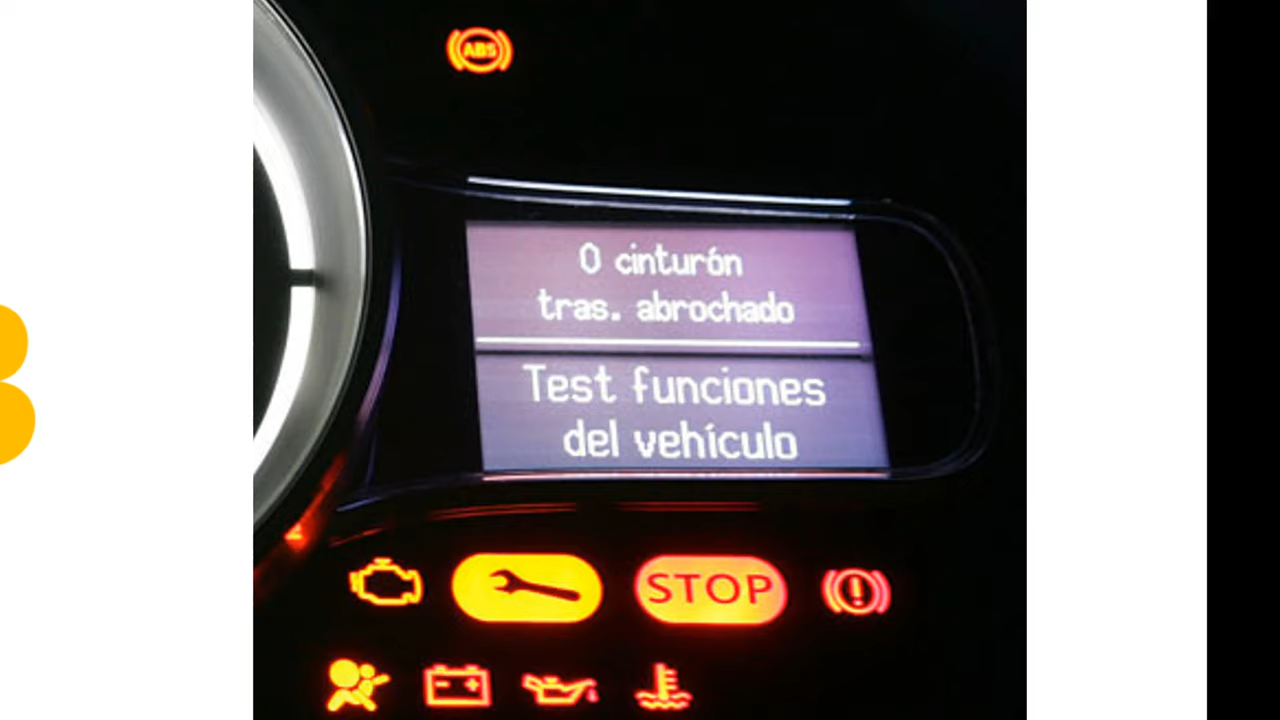 ABS
0 cinturón
tras. abrochado
Test funciones
del vehículo
STOP